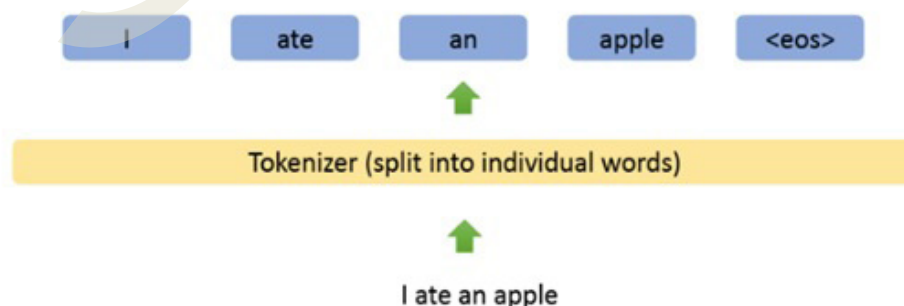 I ate an apple <eos>
Tokenizer (split into individual words)
I ate an apple